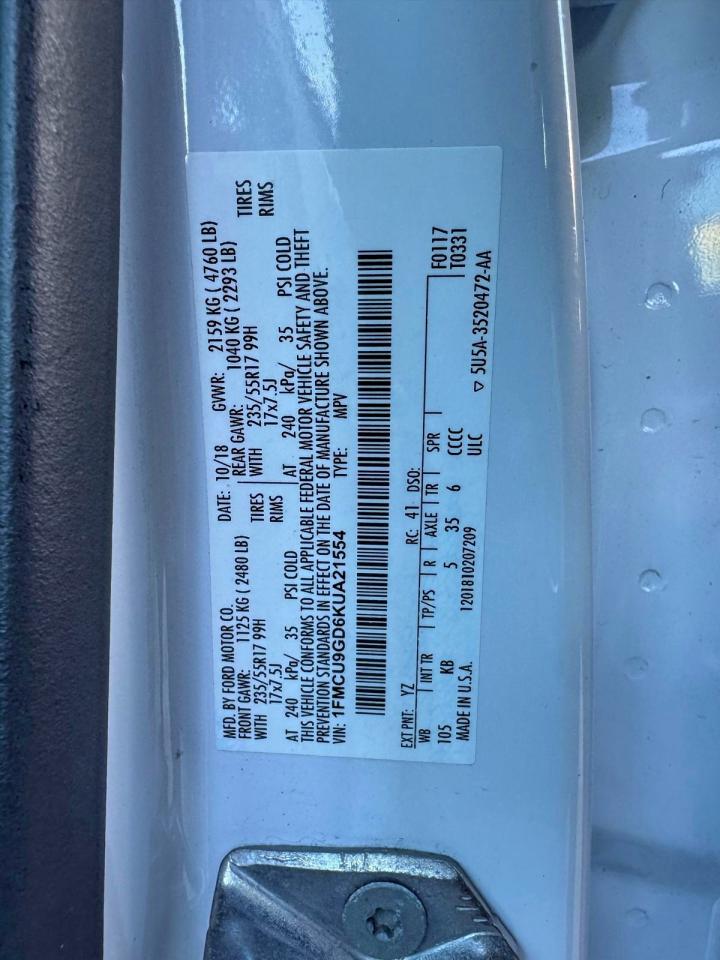 MFD. BY FORD MOTOR CO. DATE: 10/18 GVWR: 2159 KG ( 4760 LB)
FRONT GAWR: 1125 KG ( 2480 LB) REAR GAWR: 1040 KG ( 2293 LB)
WITH 235/55R17 99H TIRES WITH 235/55R17 99H TIRES
17x7.5J RIMS 17x7.5J RIMS
AT 240 kPa/ 35 PSI COLD AT 240 kPa/ 35 PSI COLD
THIS VEHICLE CONFORMS TO ALL APPLICABLE FEDERAL MOTOR VEHICLE SAFETY AND THEFT
PREVENTION STANDARDS IN EFFECT ON THE DATE OF MANUFACTURE SHOWN ABOVE.
VIN: 1FMCU9GD6KUA21554 TYPE: MPV
EXT PNT: YZ RC: 41 DSO: F0117
WB INT TR TP/PS R AXLE TR SPR T0331
105 KB 5 35 6 CCCC
MADE IN U.S.A. 1201810207209 ULC ▽ 5U5A-3520472-AA